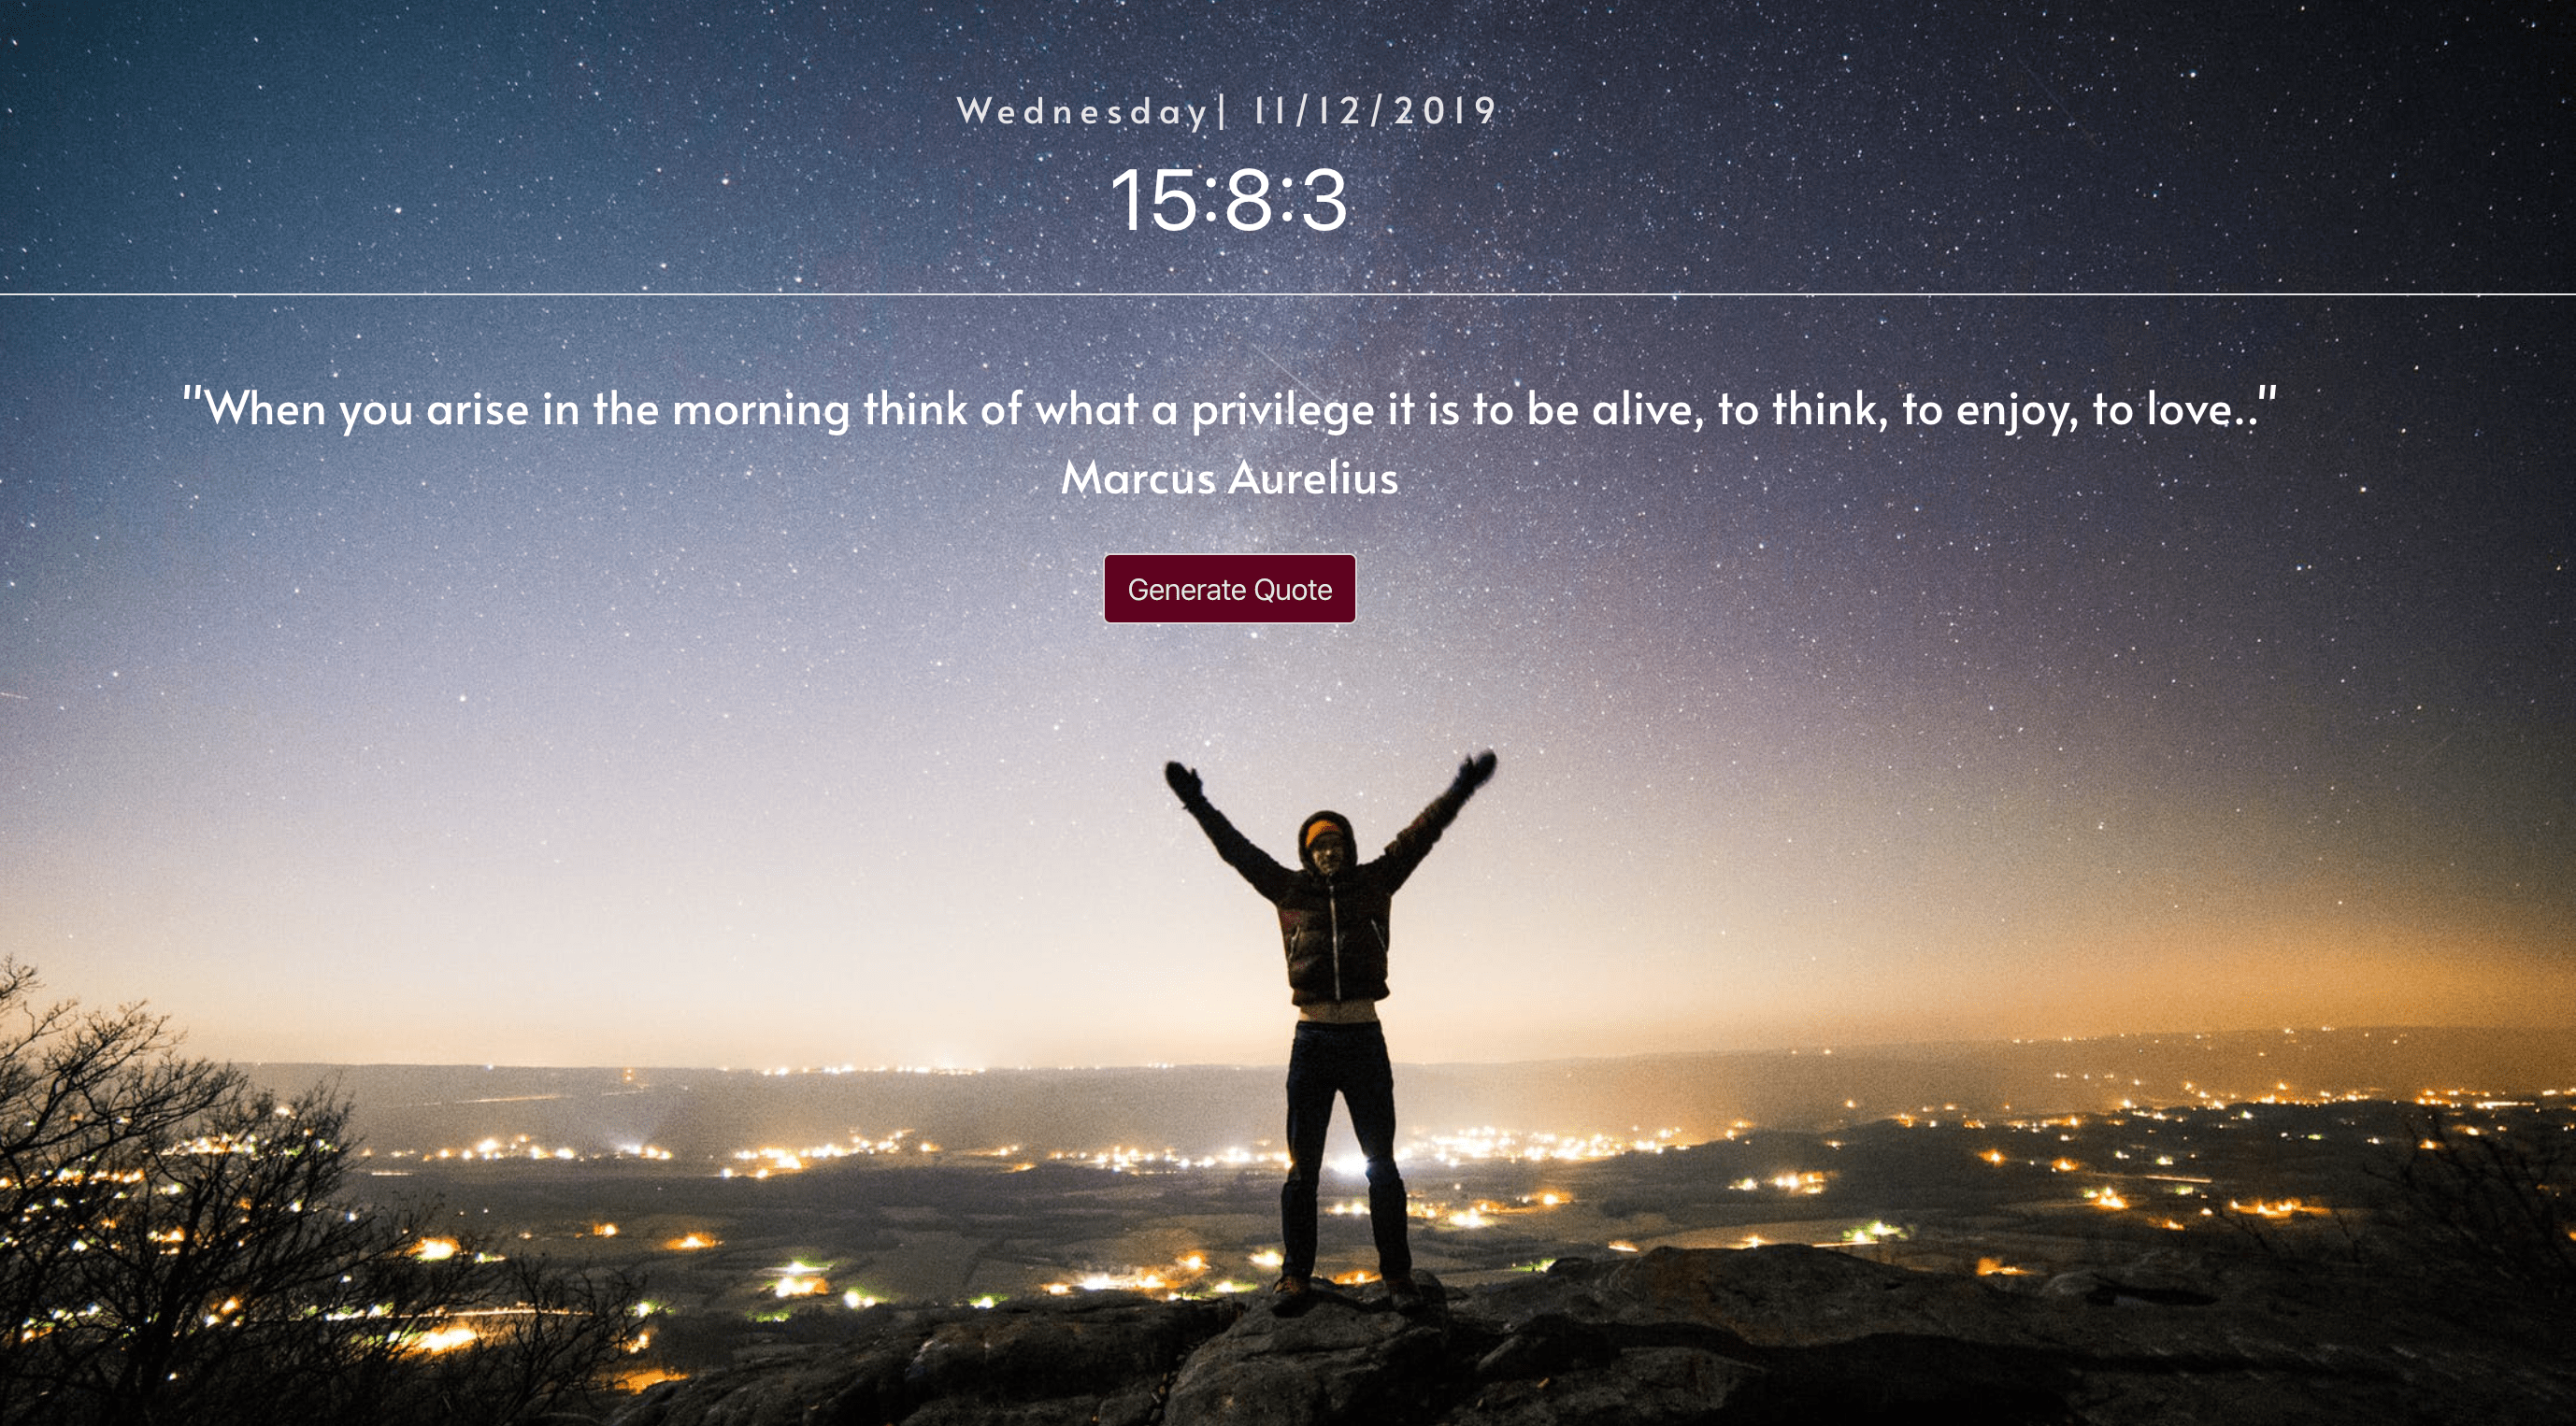 Wednesday| 11/12/2019
15:8:3
"When you arise in the morning think of what a privilege it is to be alive, to think, to enjoy, to love.."
Marcus Aurelius
Generate Quote